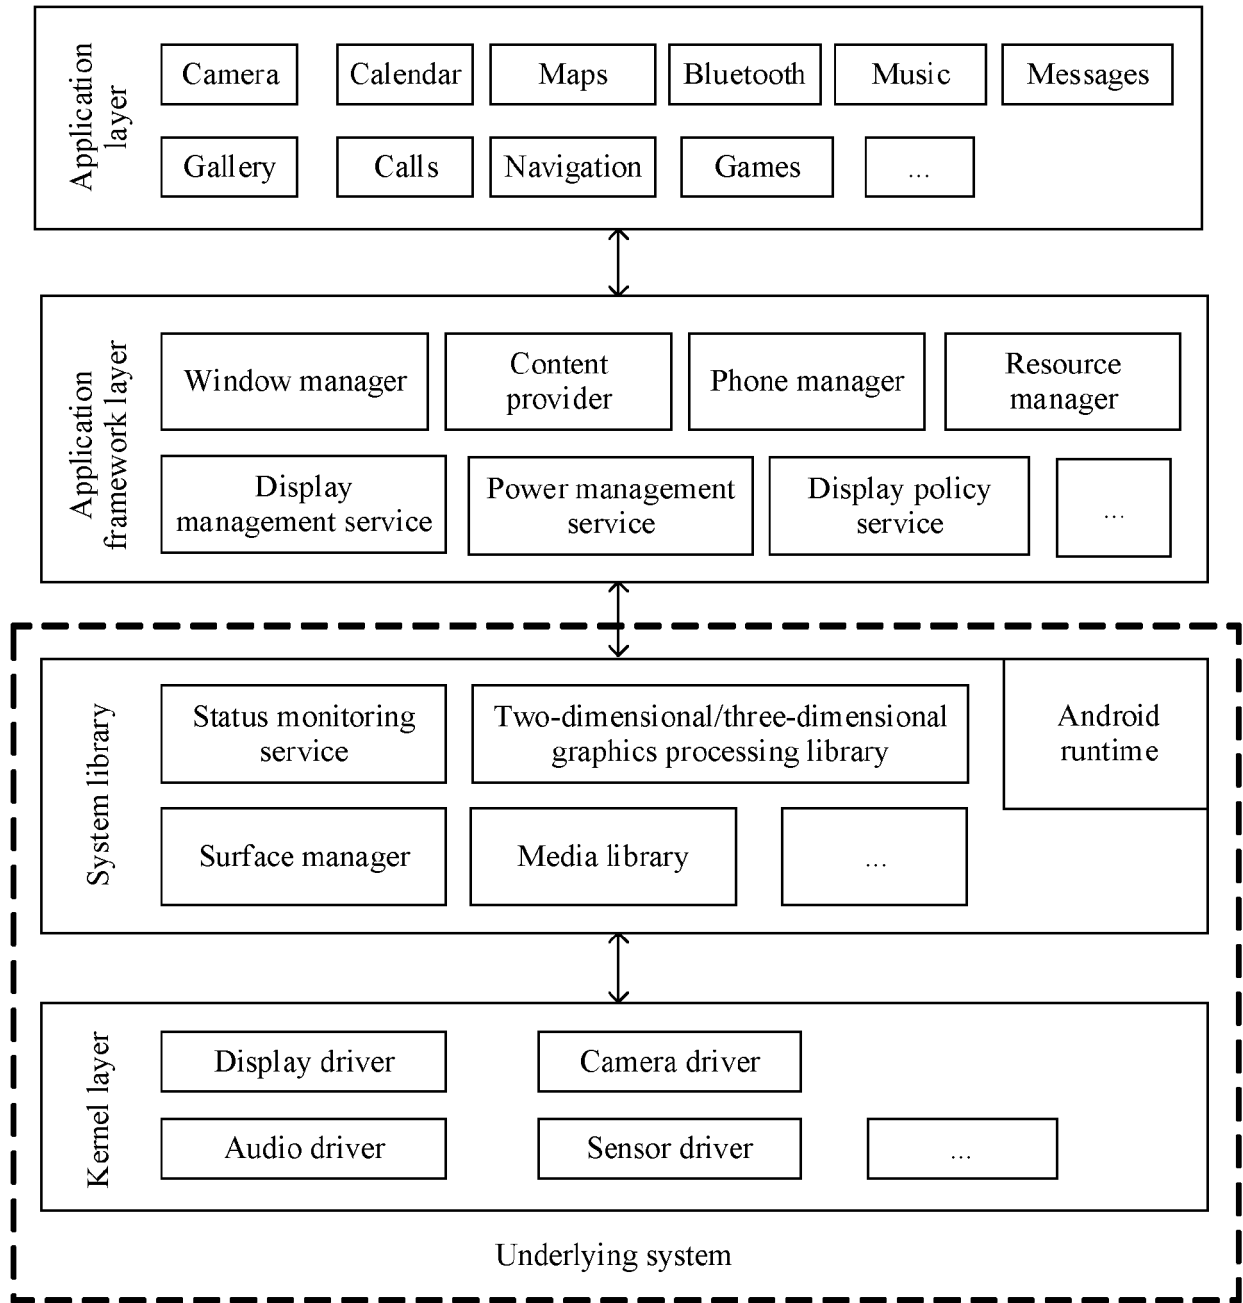 Application
layer
Camera
Calendar
Maps
Bluetooth
Music
Messages
Gallery
Calls
Navigation
Games
...
Application
framework layer
Window manager
Content
provider
Phone manager
Resource
manager
Display
management service
Power management
service
Display policy
service
...
System library
Status monitoring
service
Two-dimensional/three-dimensional
graphics processing library
Android
runtime
Surface manager
Media library
...
Kernel layer
Display driver
Camera driver
Audio driver
Sensor driver
...
Underlying system